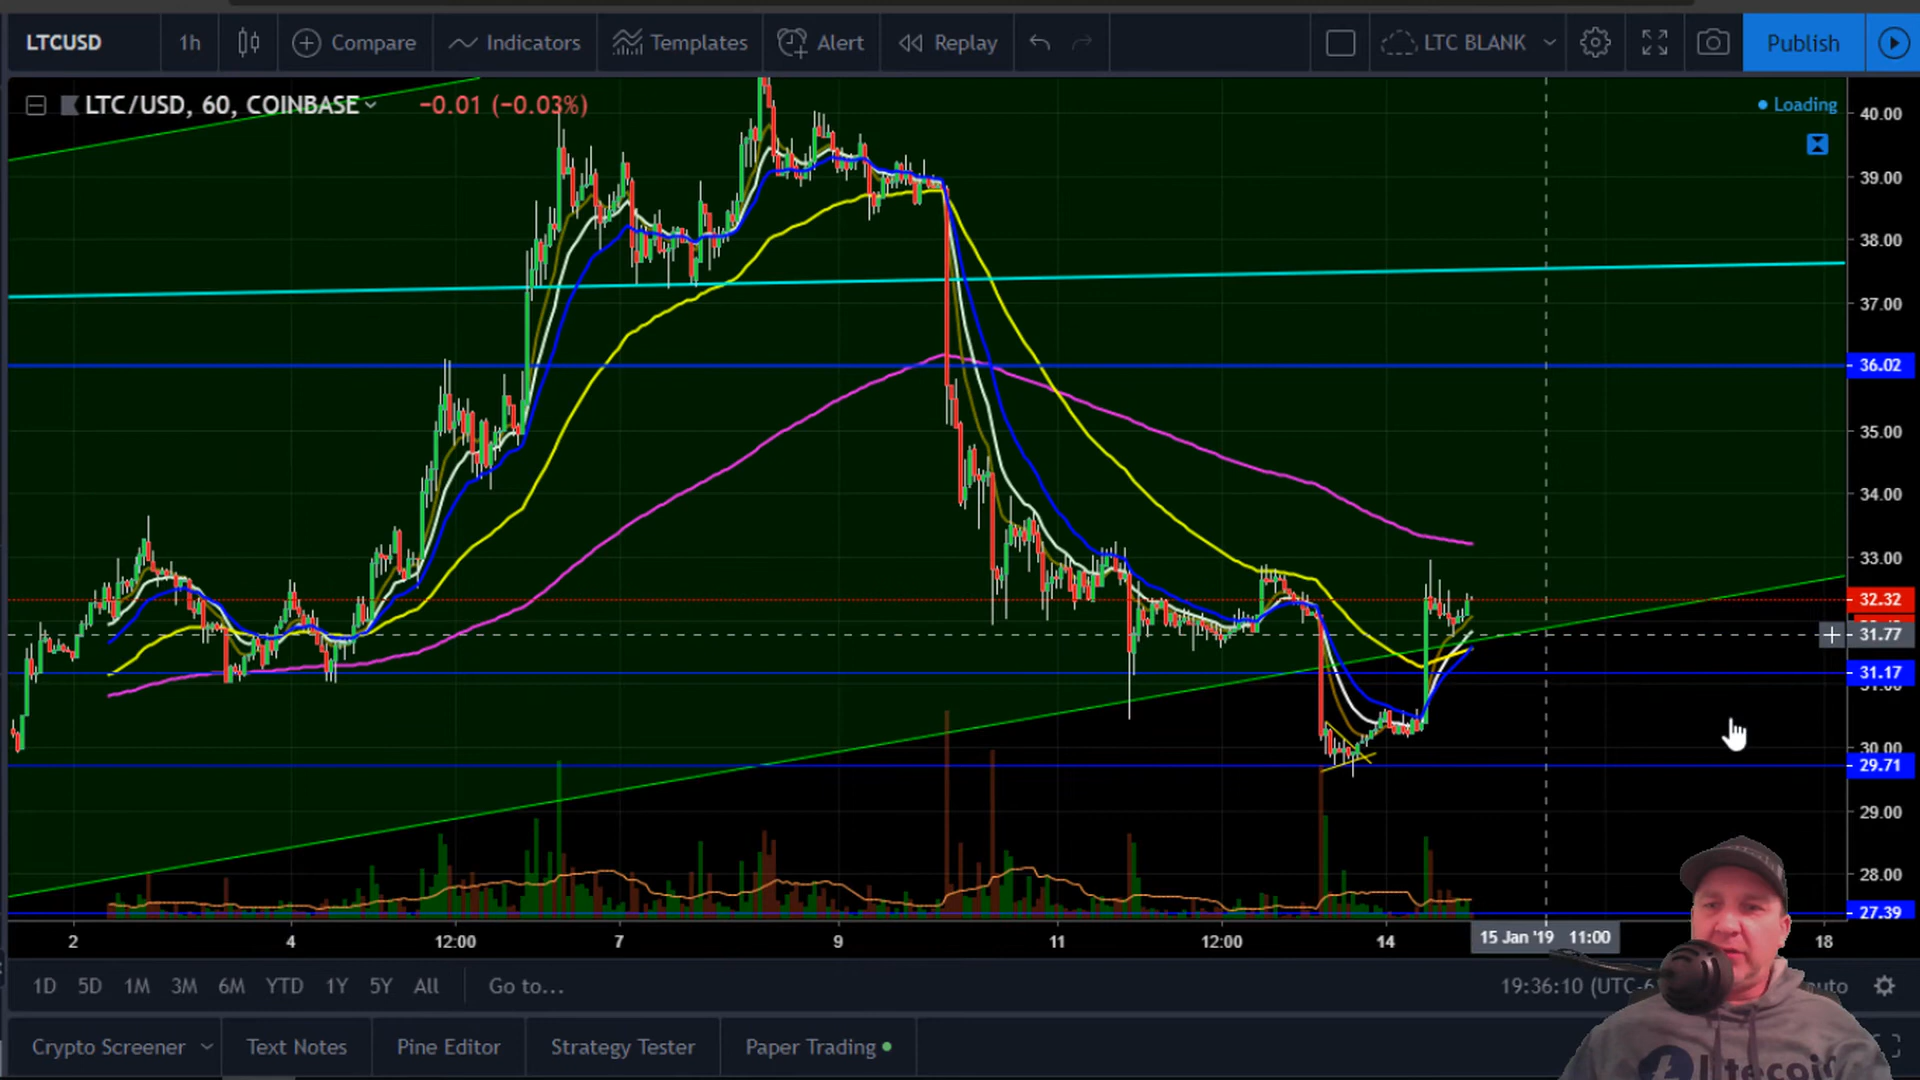 LTCUSD 1h Compare Indicators Templates Alert Replay LTC BLANK Publish
LTC/USD, 60, COINBASE −0.01 (−0.03%)
Loading
40.00
39.00
38.00
37.00
36.02
35.00
34.00
33.00
32.32
31.77
31.17
31.00
30.00
29.71
29.00
28.00
27.39
2 4 12:00 7 9 11 12:00 14 15 Jan '19 11:00 18
1D 5D 1M 3M 6M YTD 1Y 5Y All Go to... 19:36:10 (UTC-6 auto
Crypto Screener Text Notes Pine Editor Strategy Tester Paper Trading
litecoin